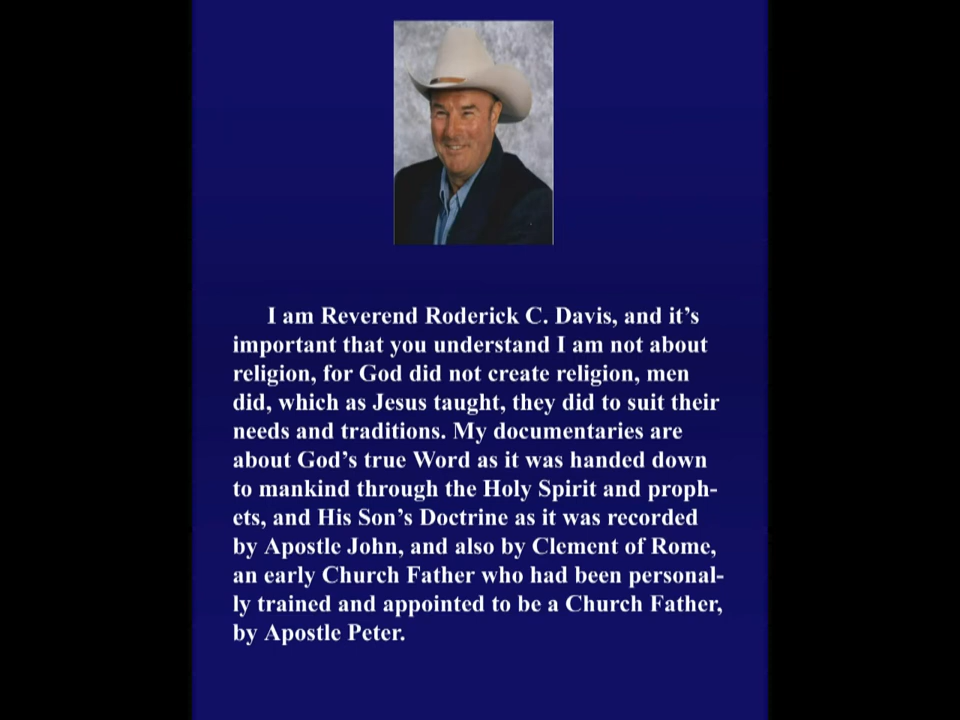 I am Reverend Roderick C. Davis, and it's
important that you understand I am not about
religion, for God did not create religion, men
did, which as Jesus taught, they did to suit their
needs and traditions. My documentaries are
about God's true Word as it was handed down
to mankind through the Holy Spirit and proph-
ets, and His Son's Doctrine as it was recorded
by Apostle John, and also by Clement of Rome,
an early Church Father who had been personal-
ly trained and appointed to be a Church Father,
by Apostle Peter.